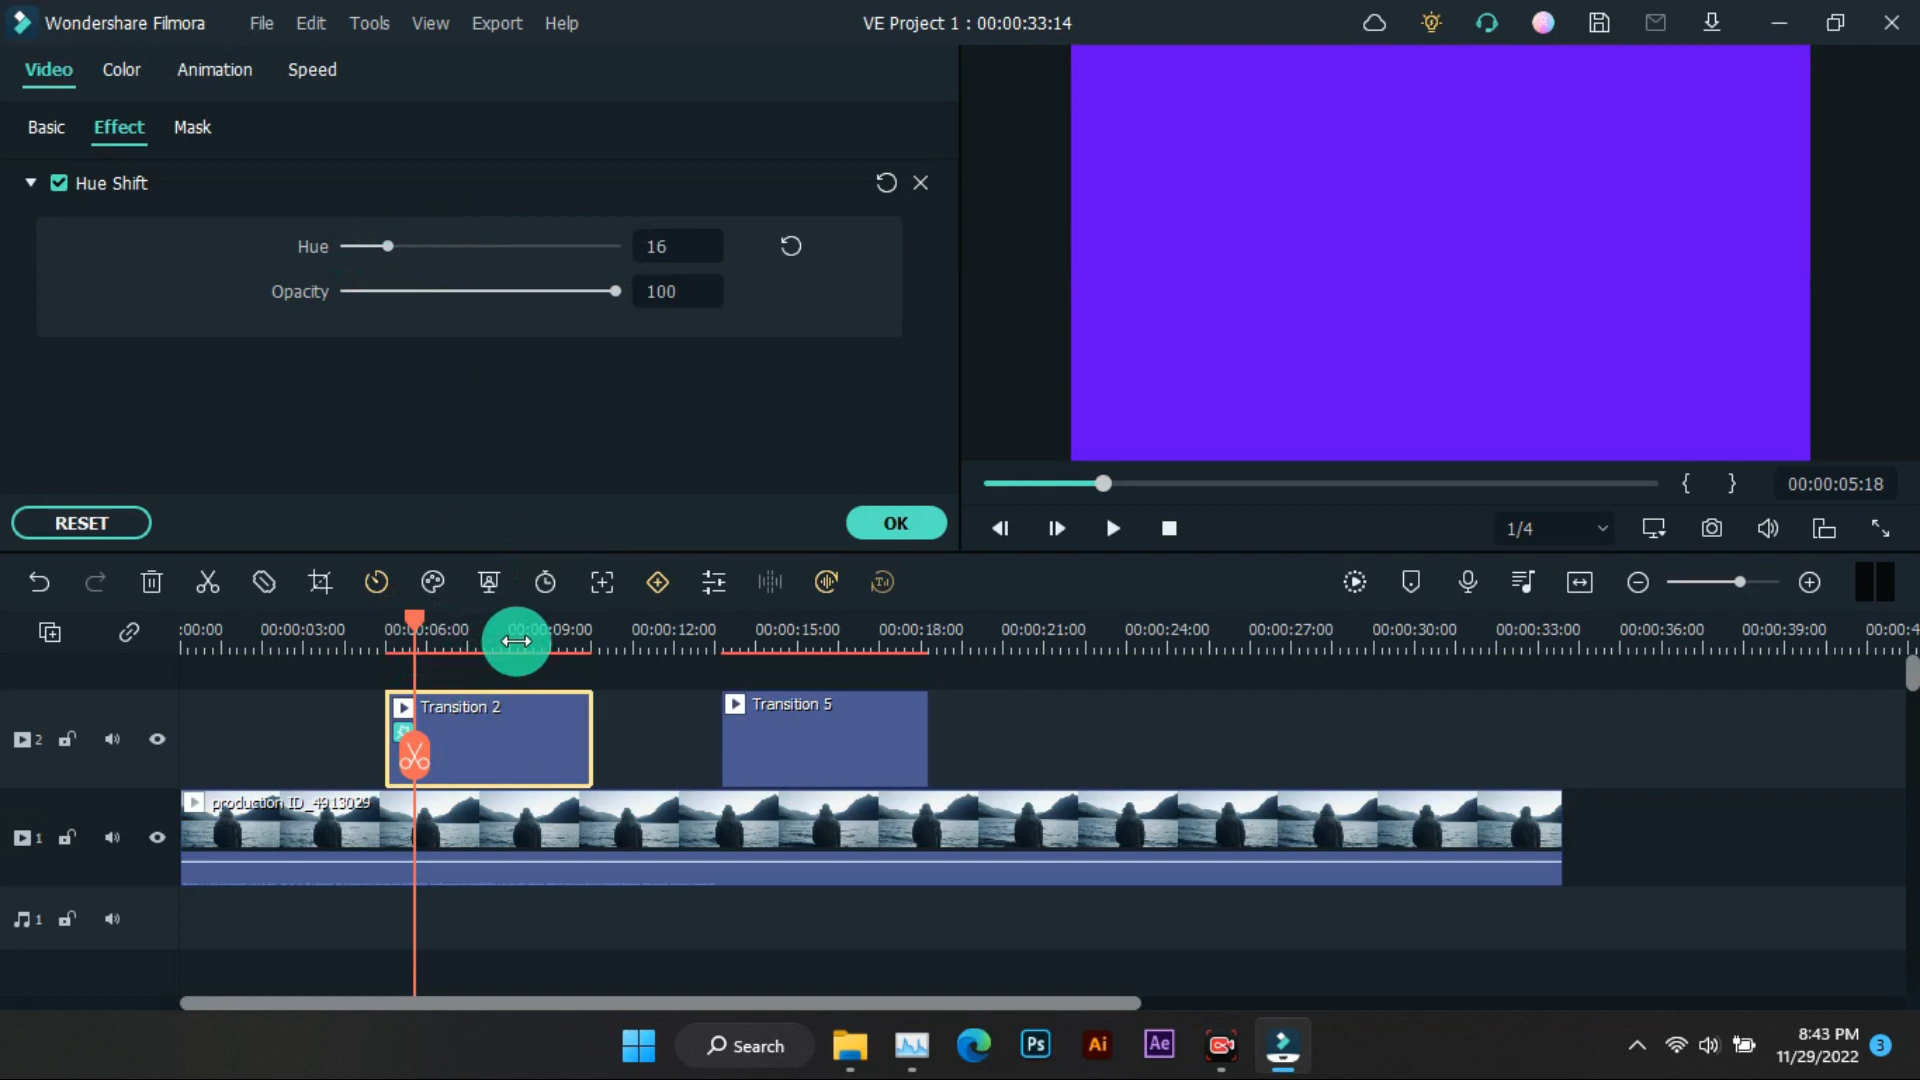 Wondershare Filmora File Edit Tools View Export Help VE Project 1 : 00:00:33:14
Video Color Animation Speed
Basic Effect Mask
Hue Shift
Hue 16
Opacity 100
RESET OK
{ } 00:00:05:18
1/4
:00:00 00:00:03:00 00:00:06:00 00:00:09:00 00:00:12:00 00:00:15:00 00:00:18:00 00:00:21:00 00:00:24:00 00:00:27:00 00:00:30:00 00:00:33:00 00:00:36:00 00:00:39:00 00:00:4
2 Transition 2 Transition 5
production ID_4913029
1
1
Search Ps Ai Ae 8:43 PM
11/29/2022 3